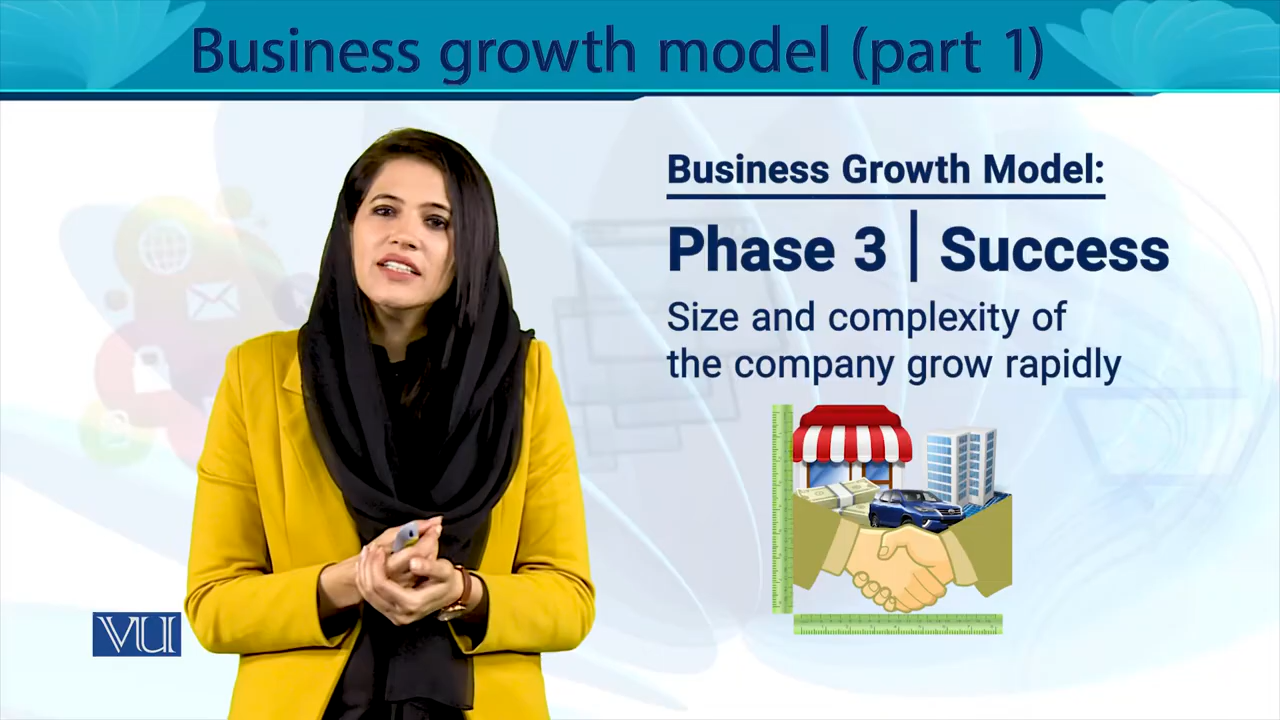 Business growth model (part 1)
Business Growth Model:
Phase 3 | Success
Size and complexity of
the company grow rapidly
VU